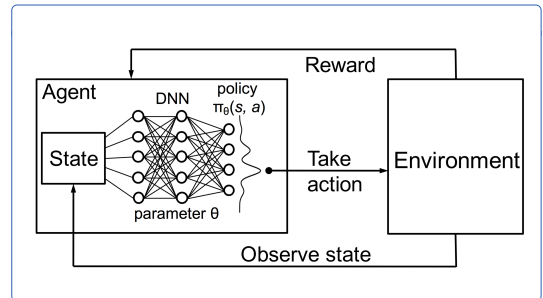 Reward
Agent
DNN
policy
πθ(s, a)
State
Take
action
Environment
parameter θ
Observe state